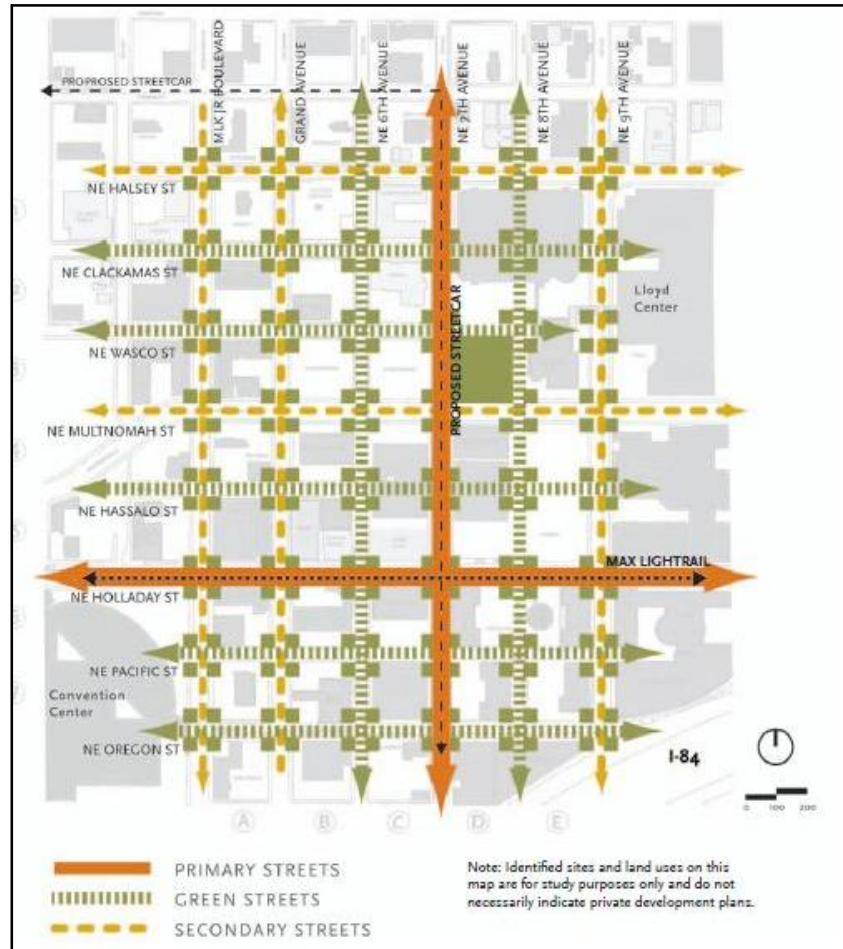 PROPROSED STREETCAR
MLK JR BOULEVARD
GRAND AVENUE
NE 6TH AVENUE
NE 7TH AVENUE
NE 8TH AVENUE
NE 9TH AVENUE
NE HALSEY ST
NE CLACKAMAS ST
Lloyd
Center
NE WASCO ST
PROPOSED STREETCAR
NE MULTNOMAH ST
NE HASSALO ST
MAX LIGHTRAIL
NE HOLLADAY ST
NE PACIFIC ST
Convention
Center
NE OREGON ST
I-84
0 100 200
A B C D E
PRIMARY STREETS
GREEN STREETS
SECONDARY STREETS
Note: Identified sites and land uses on this
map are for study purposes only and do not
necessarily indicate private development plans.